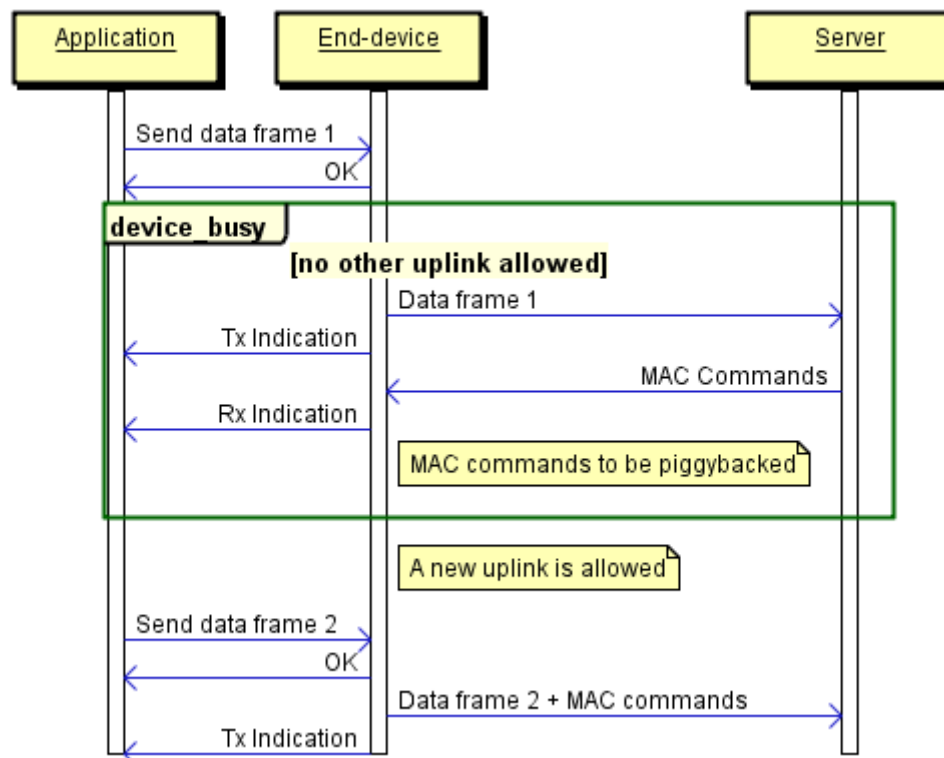 Application
End-device
Server
Send data frame 1
OK
device_busy
[no other uplink allowed]
Data frame 1
Tx Indication
MAC Commands
Rx Indication
MAC commands to be piggybacked
A new uplink is allowed
Send data frame 2
OK
Data frame 2 + MAC commands
Tx Indication